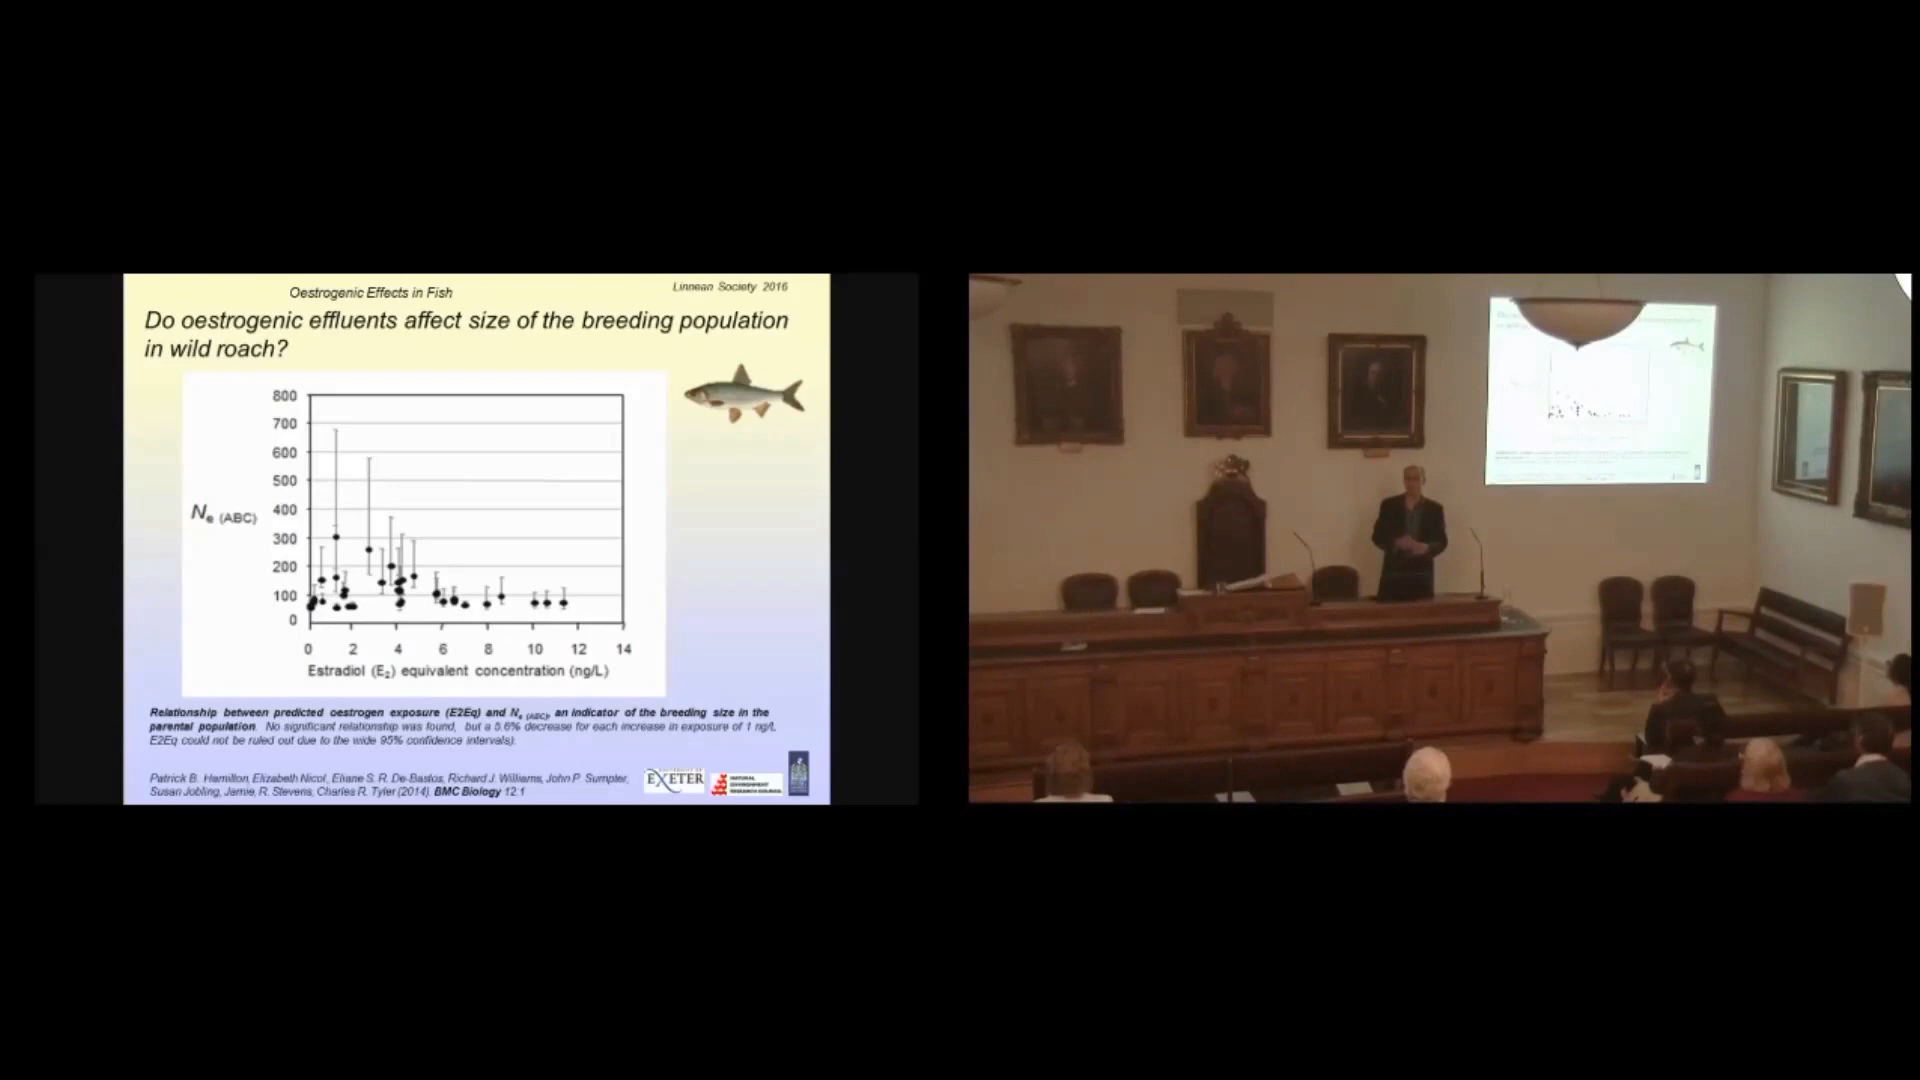 Oestrogenic Effects in Fish
Linnean Society 2016
Do oestrogenic effluents affect size of the breeding population
in wild roach?
800
700
600
500
400
300
200
100
0
Ne (ABC)
0 2 4 6 8 10 12 14
Estradiol (E2) equivalent concentration (ng/L)
Relationship between predicted oestrogen exposure (E2Eq) and Ne (ABC), an indicator of the breeding size in the
parental population. No significant relationship was found, but a 5.6% decrease for each increase in exposure of 1 ng/L
E2Eq could not be ruled out due to the wide 95% confidence intervals).
Patrick B. Hamilton, Elizabeth Nicol, Eliane S. R. De-Bastos, Richard J. Williams, John P. Sumpter,
Susan Jobling, Jamie, R. Stevens, Charles R. Tyler (2014). BMC Biology 12:1
UNIVERSITY OF
EXETER
NATURAL
ENVIRONMENT
RESEARCH COUNCIL